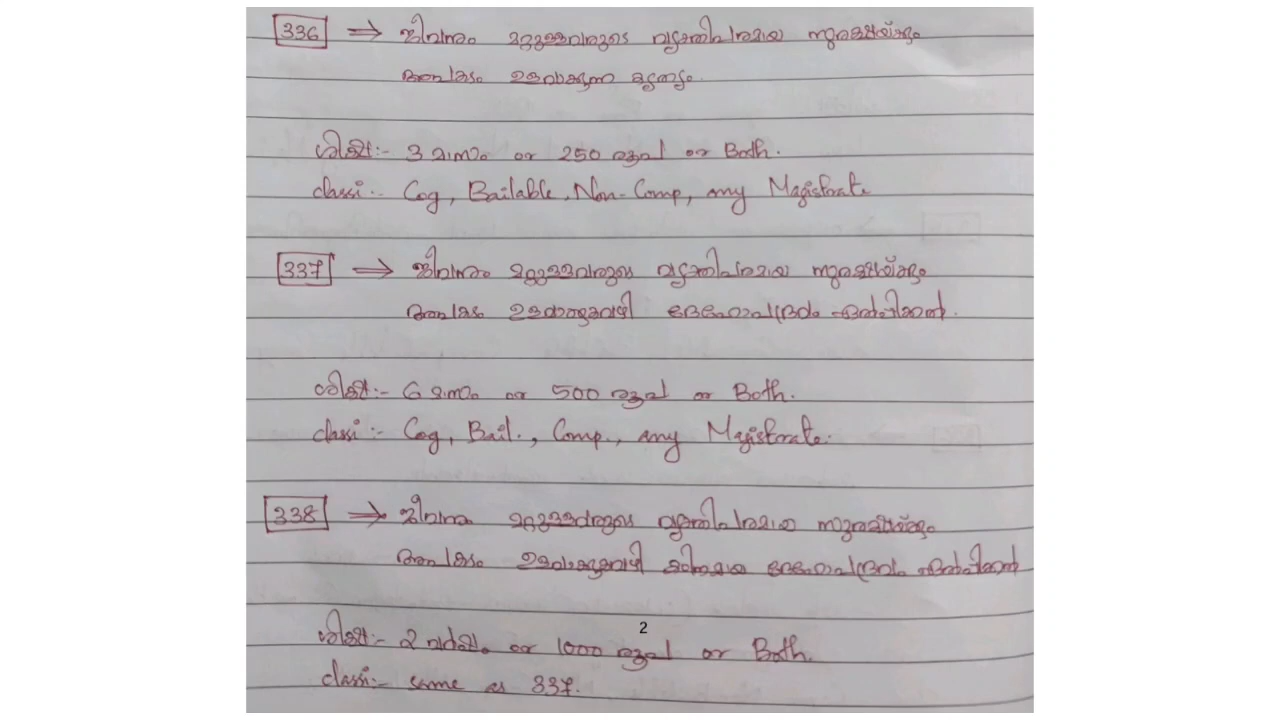 336 ⇒ ജീവനും മറ്റുള്ളവരുടെ വ്യക്തിപരമായ സുരക്ഷയ്ക്കും
അപകടം ഉണ്ടാക്കുന്ന കുറ്റം.
ശിക്ഷ:- 3 മാസം or 250 രൂപ or Both.
classi:- Cog, Bailable, Non-Comp, any Magistrate
337 ⇒ ജീവനും മറ്റുള്ളവരുടെ വ്യക്തിപരമായ സുരക്ഷയ്ക്കും
അപകടം ഉണ്ടാക്കുവഴി ദേഹോപദ്രവം ഏൽപ്പിക്കൽ.
ശിക്ഷ:- 6 മാസം or 500 രൂപ or Both.
classi:- Cog, Bail., Comp., any Magistrate.
338 ⇒ ജീവനും മറ്റുള്ളവരുടെ വ്യക്തിപരമായ സുരക്ഷയ്ക്കും
അപകടം ഉണ്ടാക്കുവഴി കഠിനമായ ദേഹോപദ്രവം ഏൽപ്പിക്കൽ
2
ശിക്ഷ:- 2 വർഷം or 1000 രൂപ or Both.
classi:- same as 337.